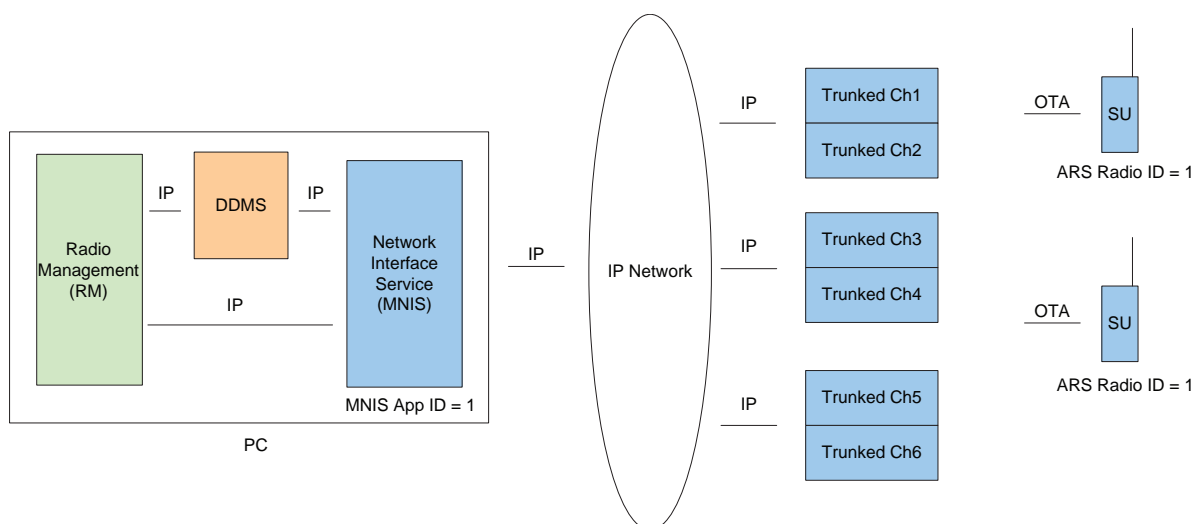 Radio
Management
(RM)
IP
DDMS
IP
Network
Interface
Service
(MNIS)
IP
MNIS App ID = 1
PC
IP
IP Network
IP
Trunked Ch1
Trunked Ch2
IP
Trunked Ch3
Trunked Ch4
IP
Trunked Ch5
Trunked Ch6
OTA
SU
ARS Radio ID = 1
OTA
SU
ARS Radio ID = 1